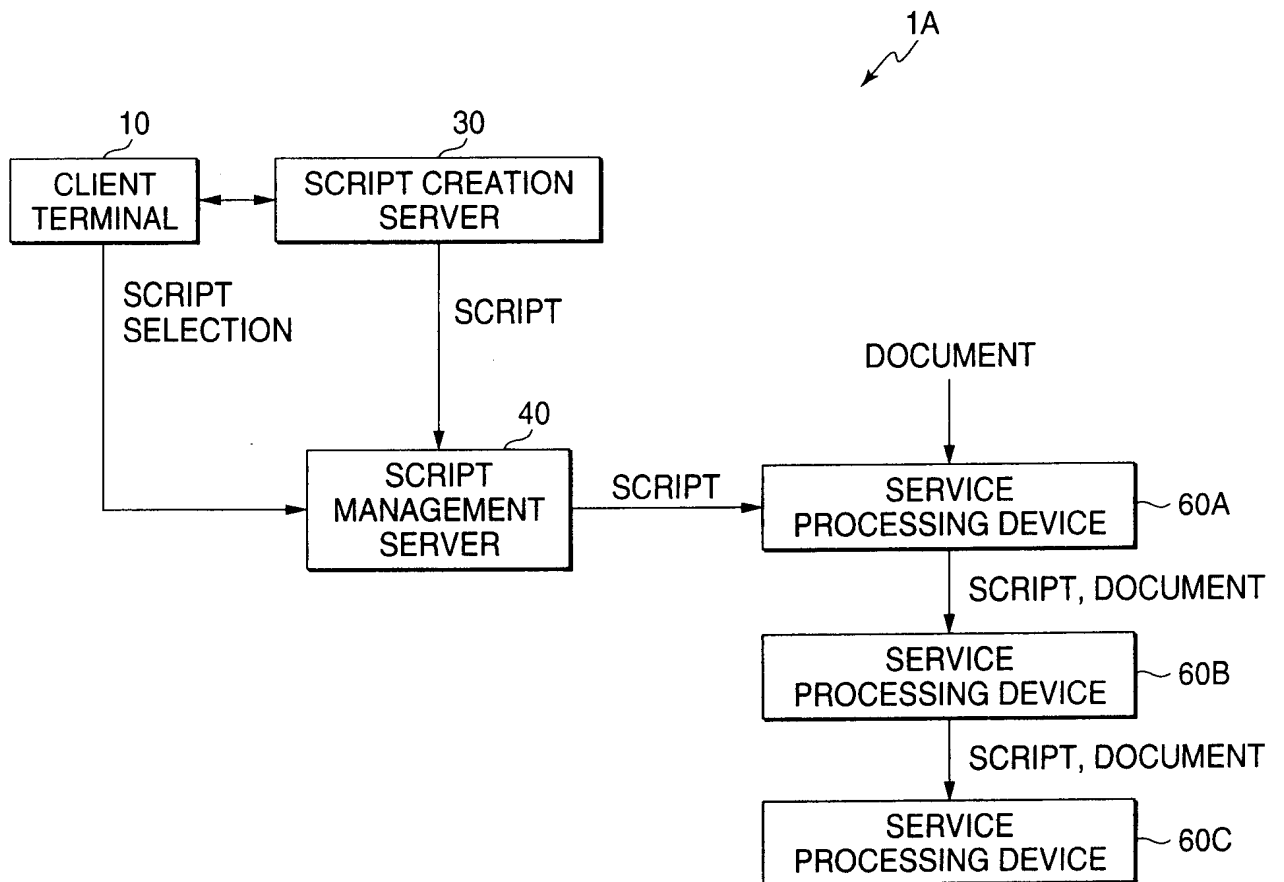 1A
10
30
CLIENT
TERMINAL
SCRIPT CREATION
SERVER
SCRIPT
SELECTION
SCRIPT
DOCUMENT
40
SCRIPT
MANAGEMENT
SERVER
SCRIPT
SERVICE
PROCESSING DEVICE
60A
SCRIPT, DOCUMENT
SERVICE
PROCESSING DEVICE
60B
SCRIPT, DOCUMENT
SERVICE
PROCESSING DEVICE
60C